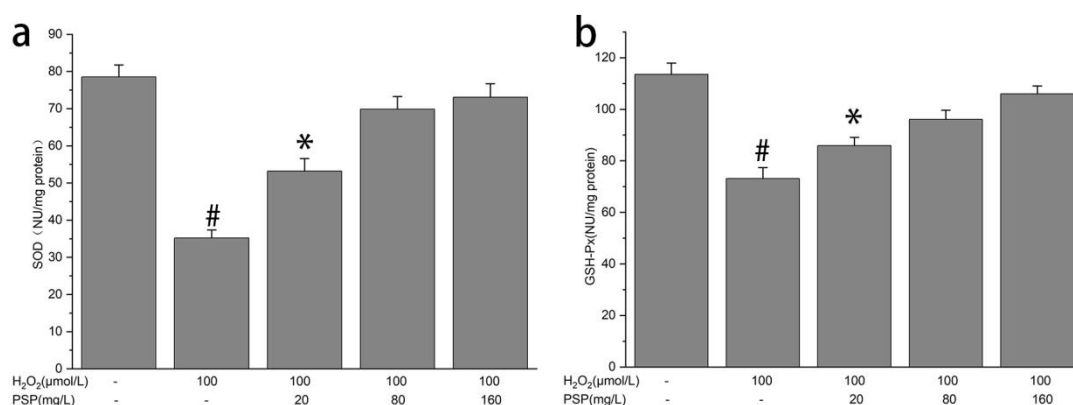 a
90
80
70
60
50
40
30
20
10
0
SOD（NU/mg protein）
#
*
H₂O₂(μmol/L) - 100 100 100 100
PSP(mg/L) - - 20 80 160
b
120
100
80
60
40
20
0
GSH-Px(NU/mg protein)
#
*
H₂O₂(μmol/L) - 100 100 100 100
PSP(mg/L) - - 20 80 160